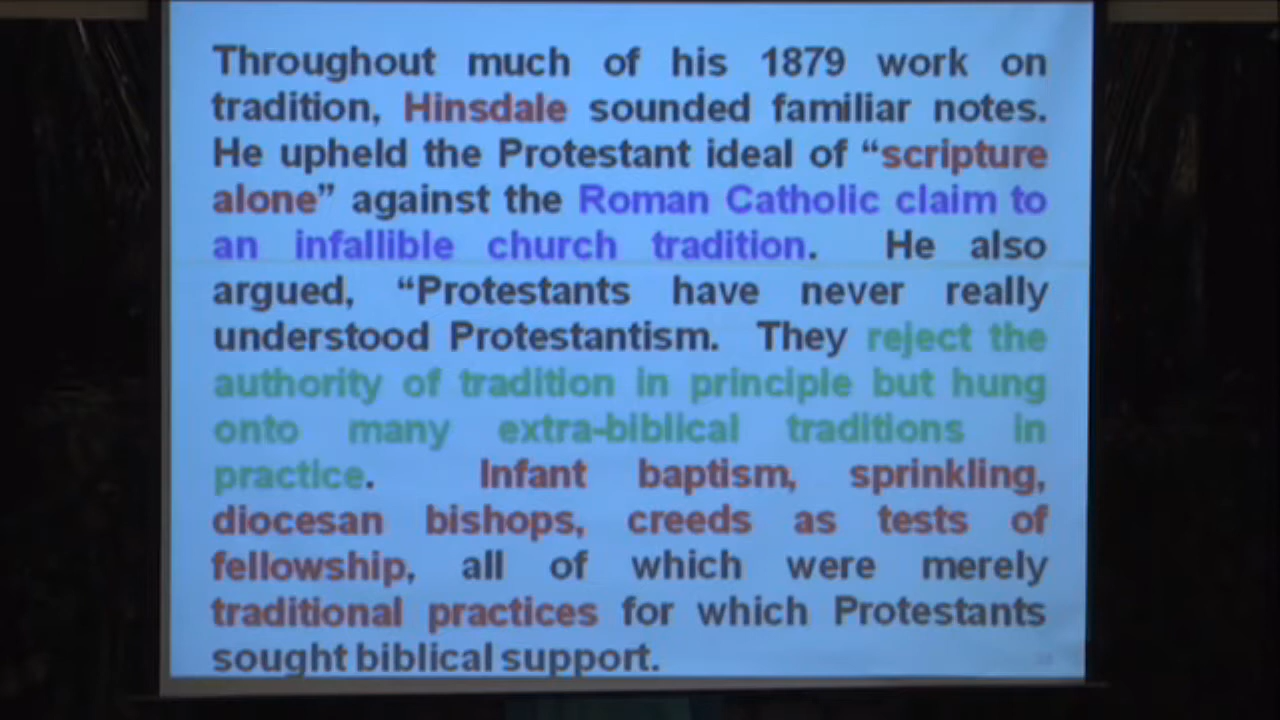 Throughout much of his 1879 work on
tradition, Hinsdale sounded familiar notes.
He upheld the Protestant ideal of “scripture
alone” against the Roman Catholic claim to
an infallible church tradition. He also
argued, “Protestants have never really
understood Protestantism. They reject the
authority of tradition in principle but hung
onto many extra-biblical traditions in
practice. Infant baptism, sprinkling,
diocesan bishops, creeds as tests of
fellowship, all of which were merely
traditional practices for which Protestants
sought biblical support.